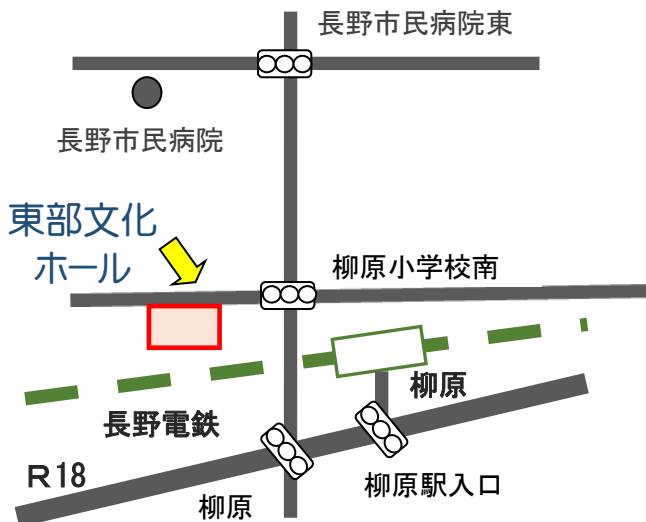 長野市民病院東
長野市民病院
東部文化
ホール
柳原小学校南
柳原
長野電鉄
R18
柳原駅入口
柳原